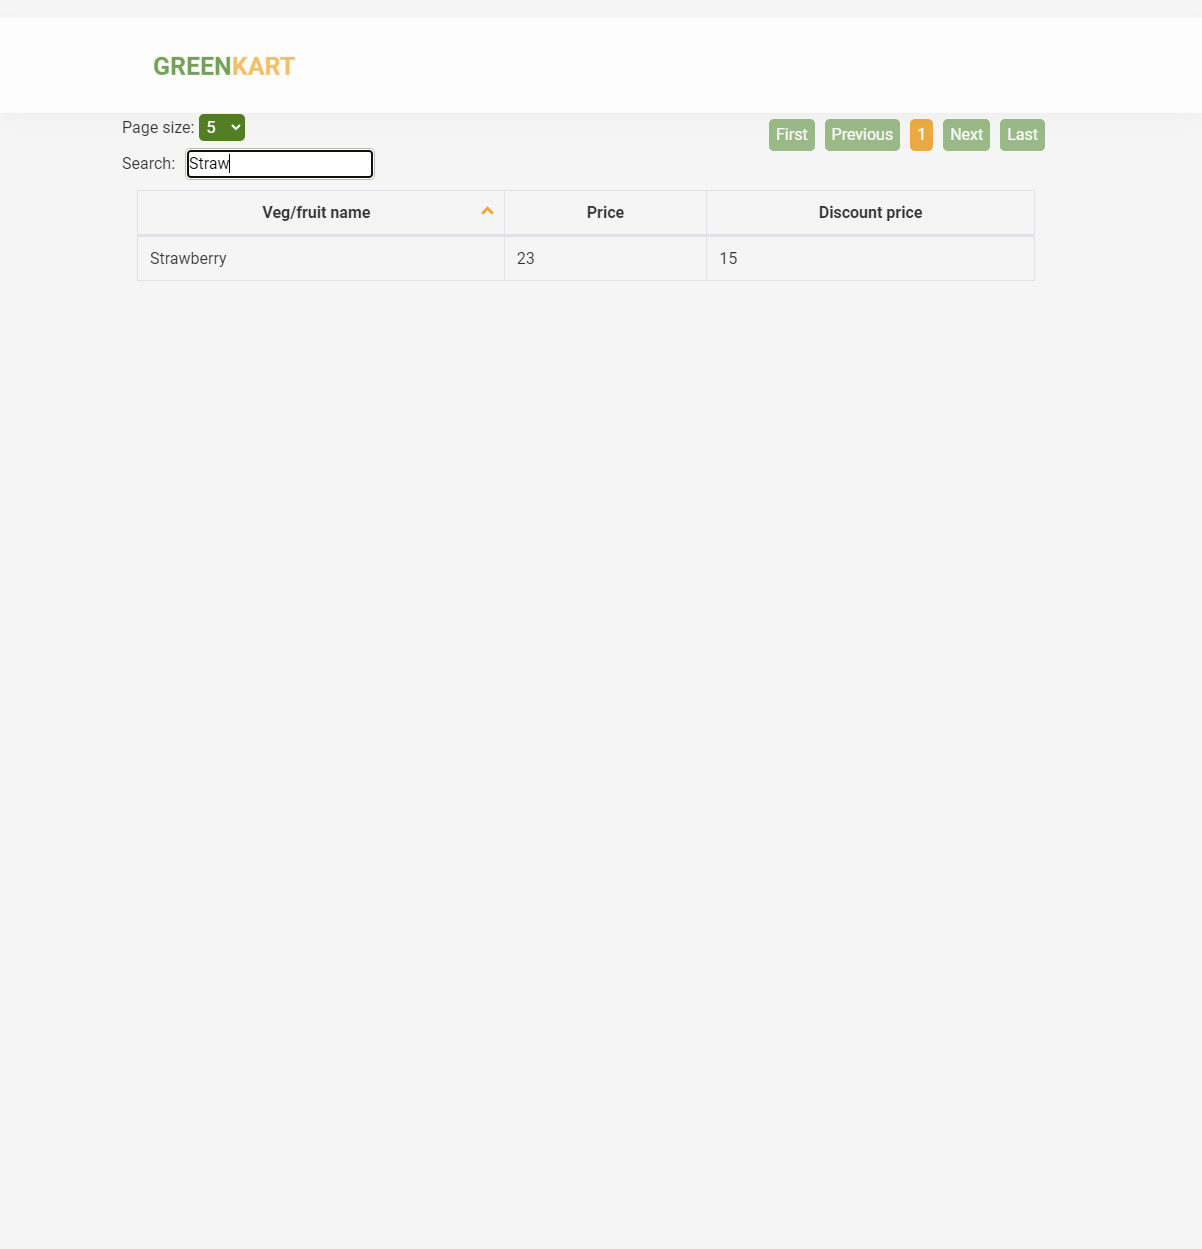 GREENKART
Page size: 5
First Previous 1 Next Last
Search: Straw
Veg/fruit name Price Discount price
Strawberry 23 15